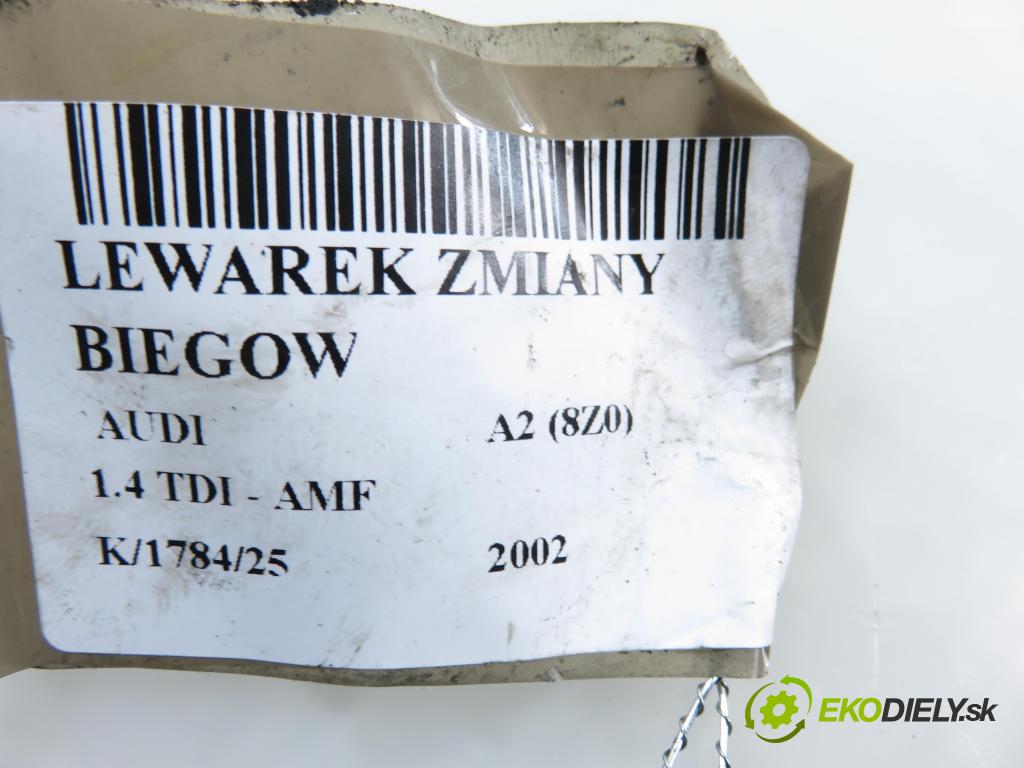 LEWAREK ZMIANY
BIEGOW
AUDI A2 (8Z0)
1.4 TDI - AMF
K/1784/25 2002
EKODIELY.sk